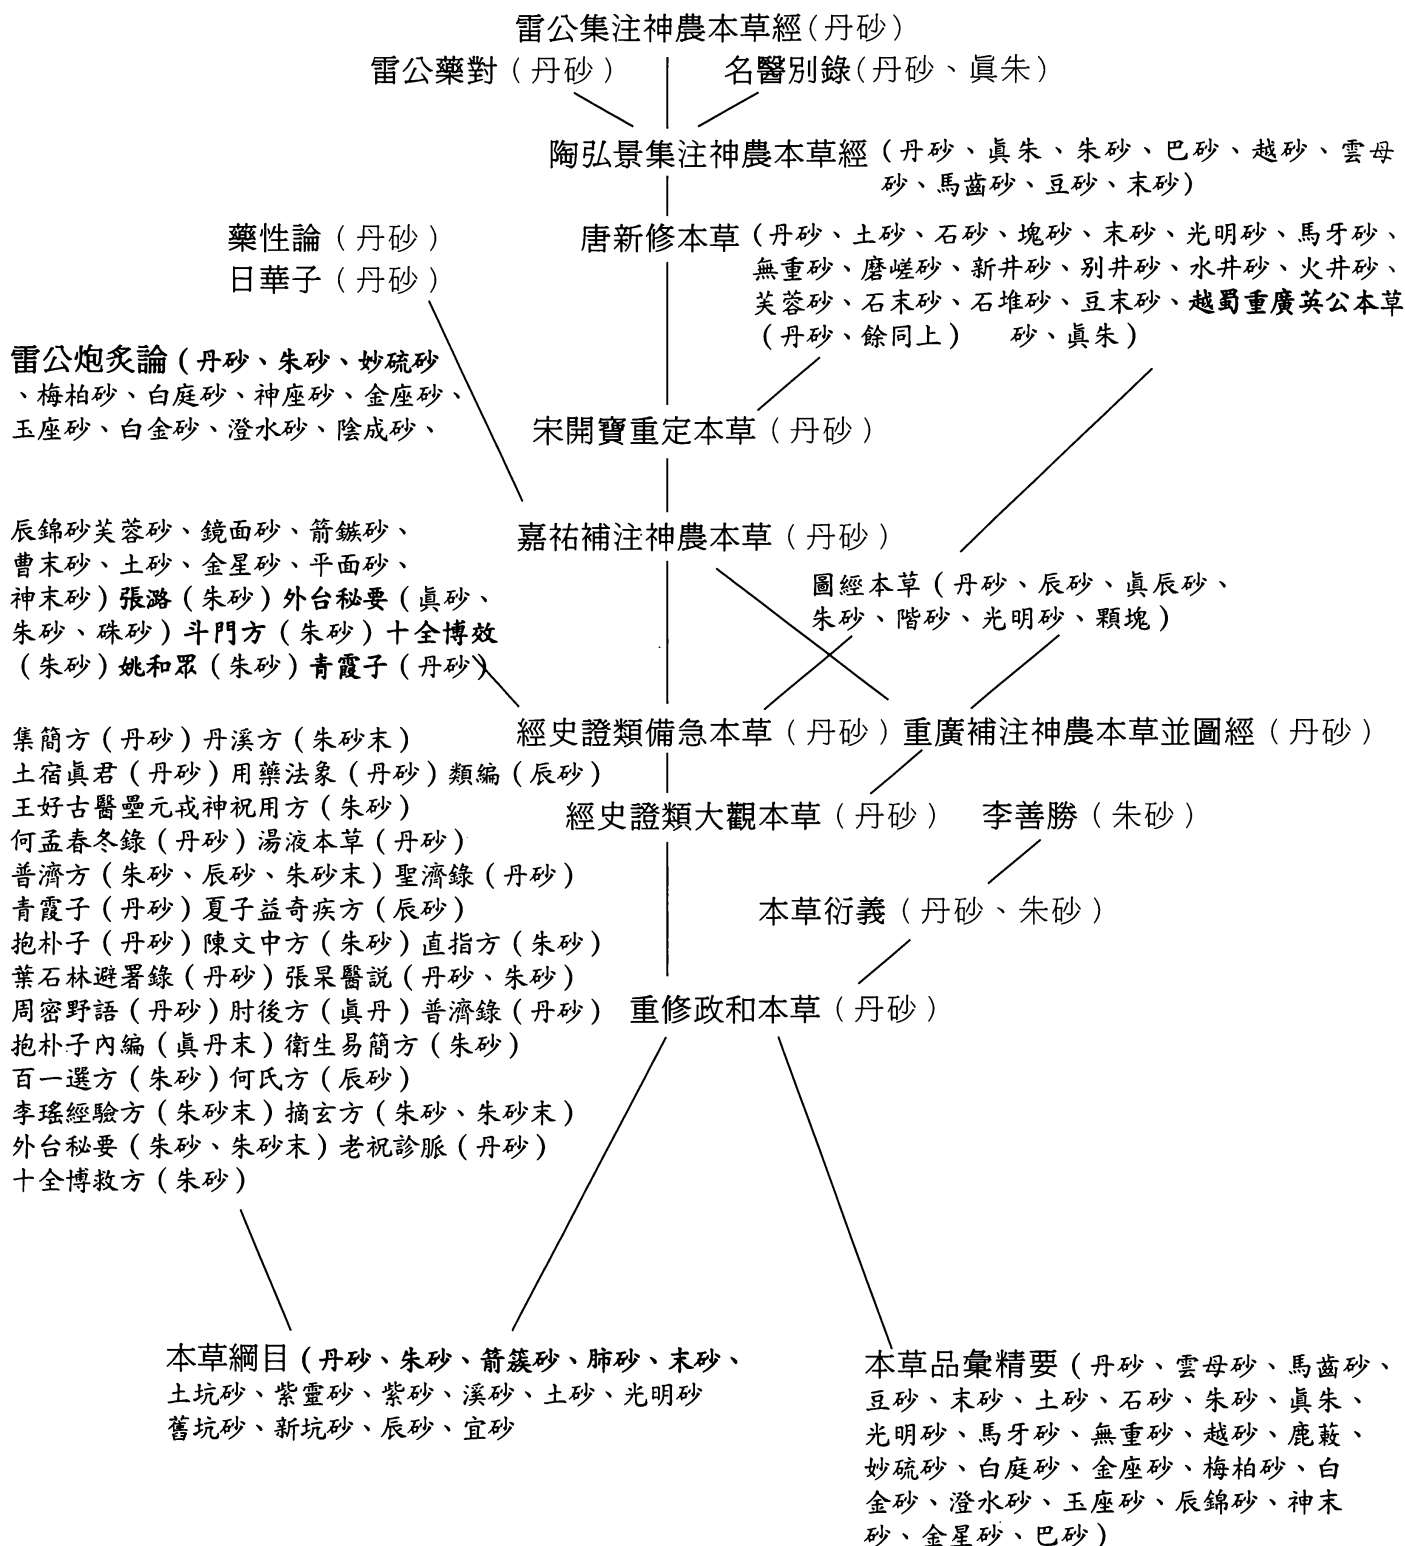 雷公集注神農本草經(丹砂)
雷公藥對(丹砂)
名醫別錄(丹砂、眞朱)
陶弘景集注神農本草經(丹砂、眞朱、朱砂、巴砂、越砂、雲母
砂、馬齒砂、豆砂、末砂)
藥性論(丹砂)
日華子(丹砂)
唐新修本草(丹砂、土砂、石砂、塊砂、末砂、光明砂、馬牙砂、
無重砂、磨嵯砂、新井砂、別井砂、水井砂、火井砂、
芙蓉砂、石末砂、石堆砂、豆末砂、越蜀重廣英公本草
(丹砂、餘同上) 砂、眞朱)
雷公炮炙論(丹砂、朱砂、妙硫砂
、梅柏砂、白庭砂、神座砂、金座砂、
玉座砂、白金砂、澄水砂、陰成砂、
宋開寶重定本草(丹砂)
辰錦砂芙蓉砂、鏡面砂、箭鏃砂、
曹末砂、土砂、金星砂、平面砂、
神末砂)張潞(朱砂)外台秘要(眞砂、
朱砂、硃砂)斗門方(朱砂)十全博效
(朱砂)姚和眾(朱砂)青霞子(丹砂)
嘉祐補注神農本草(丹砂)
圖經本草(丹砂、辰砂、眞辰砂、
朱砂、階砂、光明砂、顆塊)
經史證類備急本草(丹砂)重廣補注神農本草並圖經(丹砂)
經史證類大觀本草(丹砂)
李善勝(朱砂)
本草衍義(丹砂、朱砂)
重修政和本草(丹砂)
集簡方(丹砂)丹溪方(朱砂末)
土宿眞君(丹砂)用藥法象(丹砂)類編(辰砂)
王好古醫壘元戎神祝用方(朱砂)
何孟春冬錄(丹砂)湯液本草(丹砂)
普濟方(朱砂、辰砂、朱砂末)聖濟錄(丹砂)
青霞子(丹砂)夏子益奇疾方(辰砂)
抱朴子(丹砂)陳文中方(朱砂)直指方(朱砂)
葉石林避署錄(丹砂)張杲醫說(丹砂、朱砂)
周密野語(丹砂)肘後方(眞丹)普濟錄(丹砂)
抱朴子內編(眞丹末)衛生易簡方(朱砂)
百一選方(朱砂)何氏方(辰砂)
李瑤經驗方(朱砂末)摘玄方(朱砂、朱砂末)
外台秘要(朱砂、朱砂末)老祝診脈(丹砂)
十全博救方(朱砂)
本草綱目(丹砂、朱砂、箭簇砂、肺砂、末砂、
土坑砂、紫靈砂、紫砂、溪砂、土砂、光明砂
舊坑砂、新坑砂、辰砂、宜砂
本草品彙精要(丹砂、雲母砂、馬齒砂、
豆砂、末砂、土砂、石砂、朱砂、眞朱、
光明砂、馬牙砂、無重砂、越砂、鹿藪、
妙硫砂、白庭砂、金座砂、梅柏砂、白
金砂、澄水砂、玉座砂、辰錦砂、神末
砂、金星砂、巴砂)